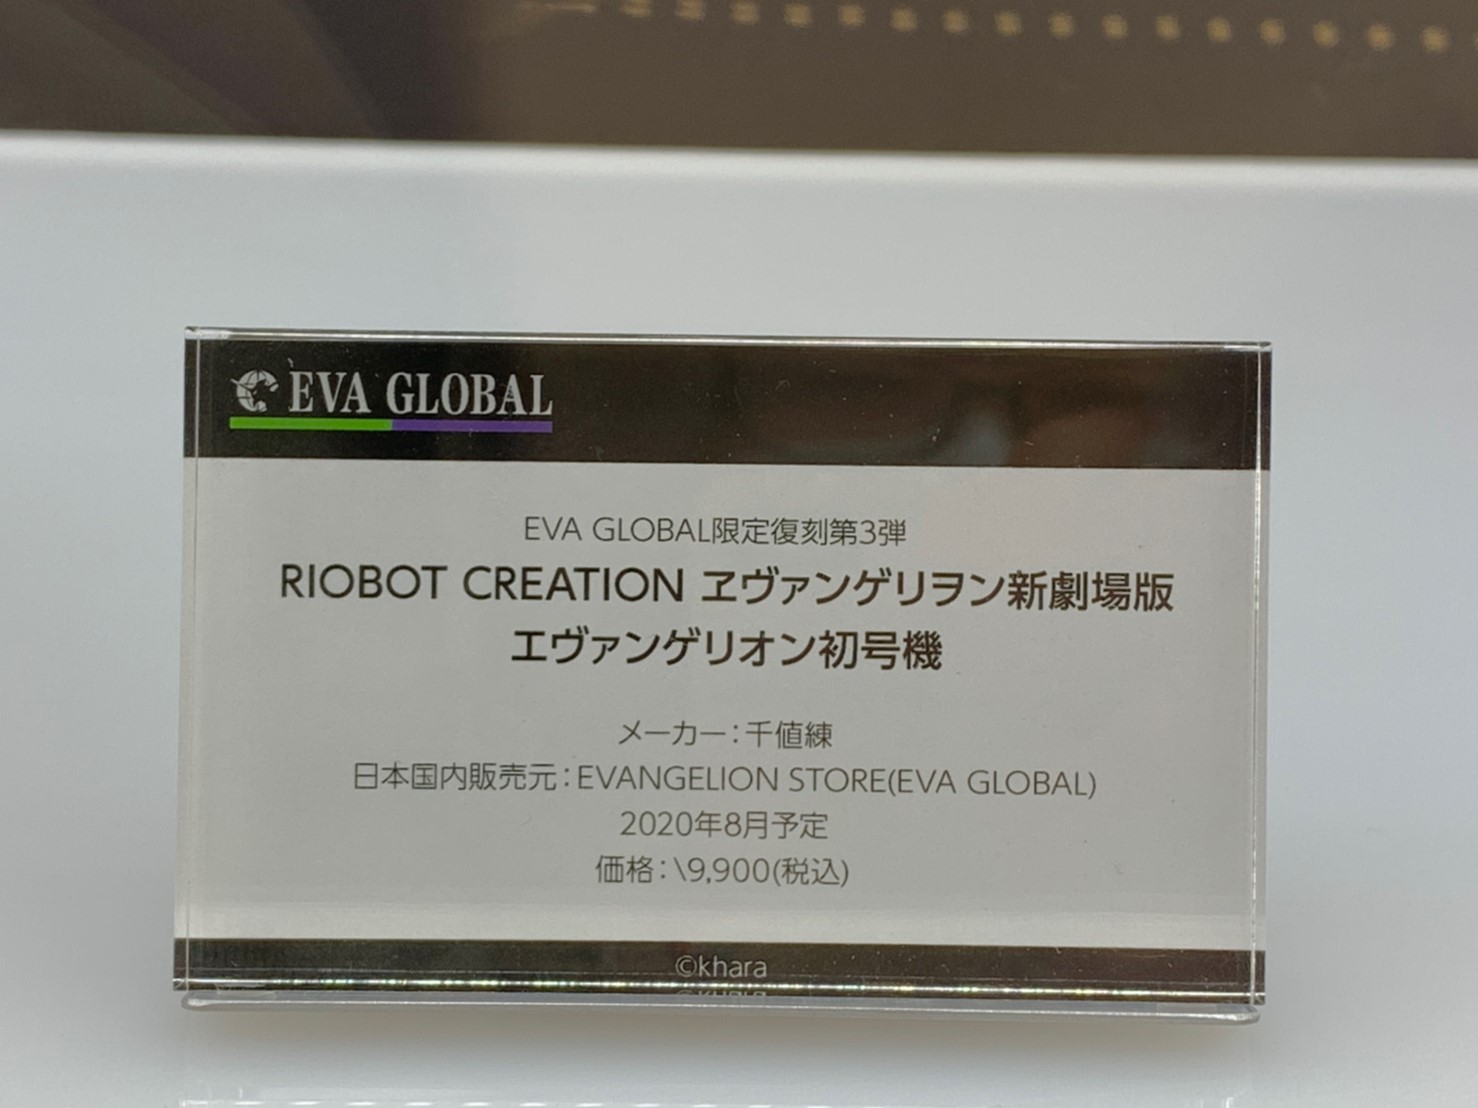 EVA GLOBAL
EVA GLOBAL限定復刻第3弾
RIOBOT CREATION ヱヴァンゲリヲン新劇場版
エヴァンゲリオン初号機
メーカー：千値練
日本国内販売元：EVANGELION STORE(EVA GLOBAL)
2020年8月予定
価格：\9,900(税込)
©khara